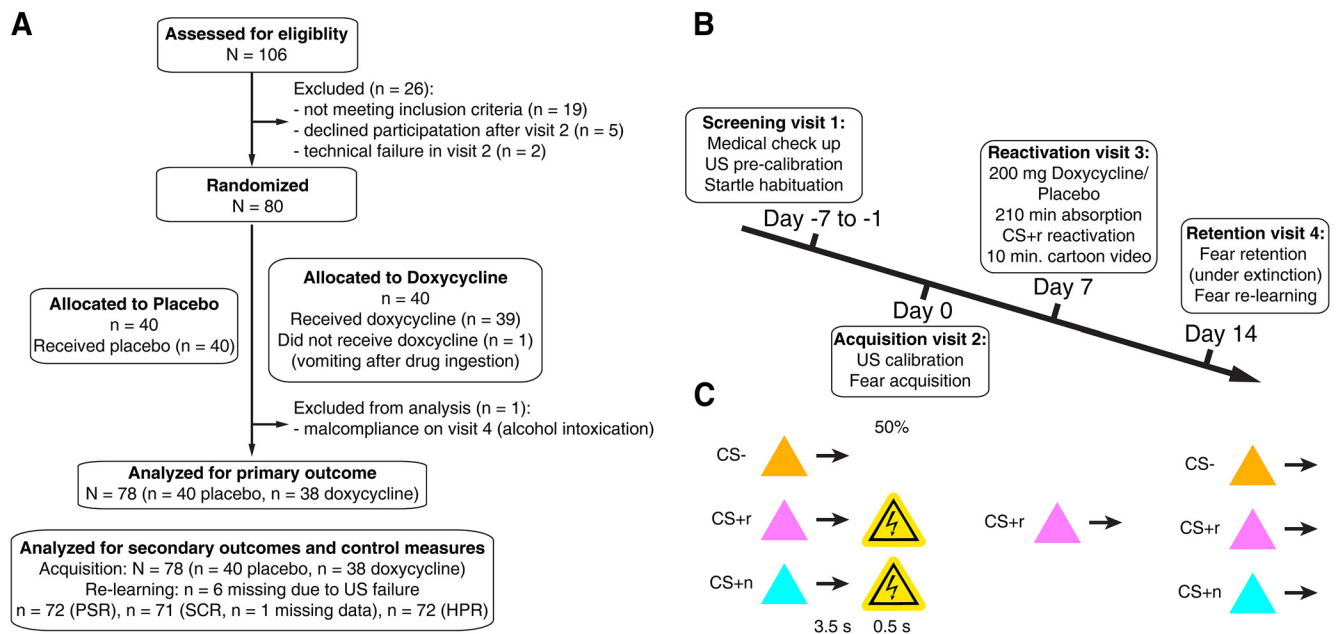 A
Assessed for eligiblity
N = 106
Excluded (n = 26):
- not meeting inclusion criteria (n = 19)
- declined participatation after visit 2 (n = 5)
- technical failure in visit 2 (n = 2)
Randomized
N = 80
Allocated to Placebo
n = 40
Received placebo (n = 40)
Allocated to Doxycycline
n = 40
Received doxycycline (n = 39)
Did not receive doxcycline (n = 1)
(vomiting after drug ingestion)
Excluded from analysis (n = 1):
- malcompliance on visit 4 (alcohol intoxication)
Analyzed for primary outcome
N = 78 (n = 40 placebo, n = 38 doxycycline)
Analyzed for secondary outcomes and control measures
Acquisition: N = 78 (n = 40 placebo, n = 38 doxycycline)
Re-learning: n = 6 missing due to US failure
n = 72 (PSR), n = 71 (SCR, n = 1 missing data), n = 72 (HPR)
B
Screening visit 1:
Medical check up
US pre-calibration
Startle habituation
Day -7 to -1
Day 0
Acquisition visit 2:
US calibration
Fear acquisition
Reactivation visit 3:
200 mg Doxycycline/
Placebo
210 min absorption
CS+r reactivation
10 min. cartoon video
Day 7
Retention visit 4:
Fear retention
(under extinction)
Fear re-learning
Day 14
C
50%
CS-
CS+r
CS+n
3.5 s 0.5 s
CS+r
CS-
CS+r
CS+n